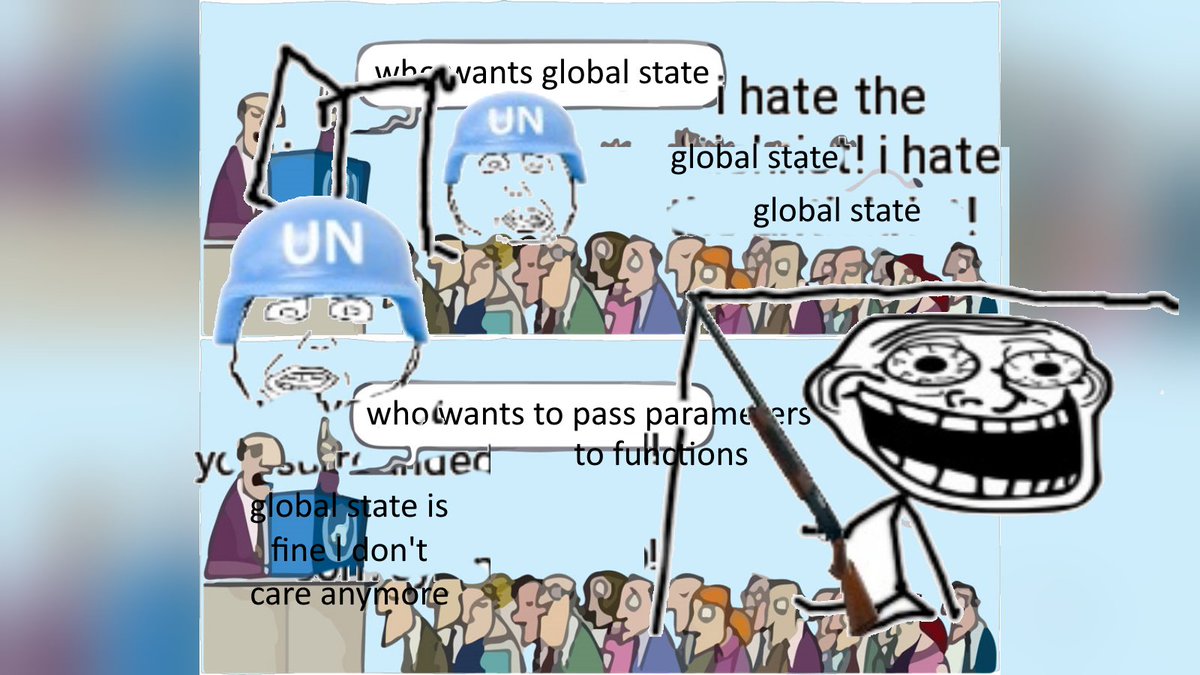 who wants global state
UN
i hate the
global state! i hate
global state !
UN
who wants to pass parameters
to functions
global state is
fine I don't
care anymore